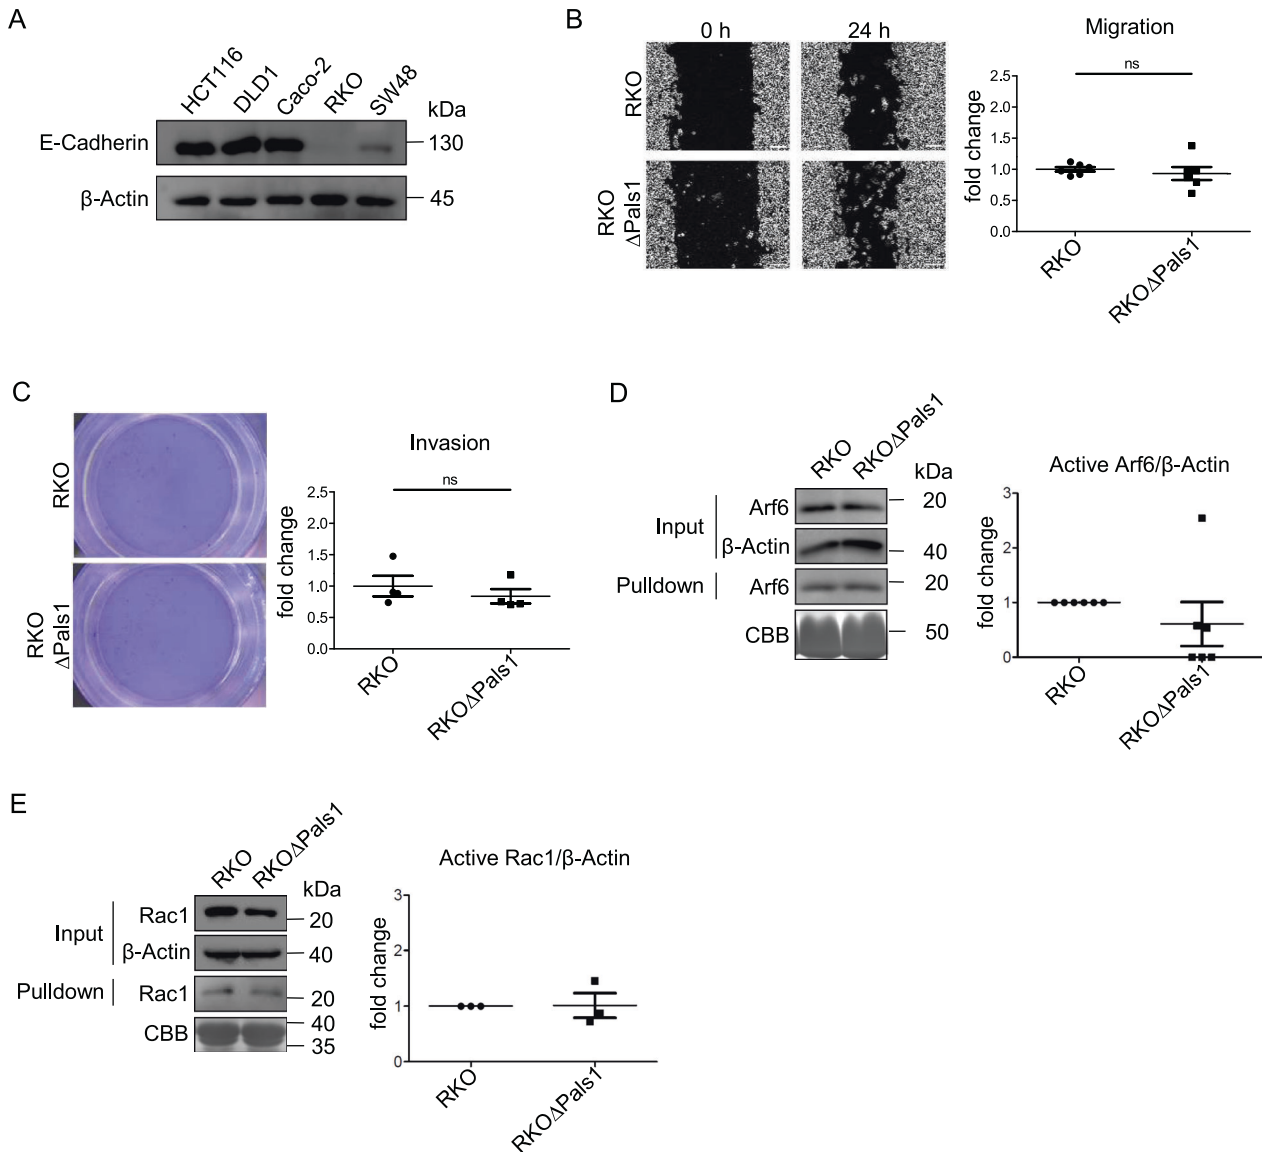 A
HCT116
DLD1
Caco-2
RKO
SW48
kDa
E-Cadherin
130
β-Actin
45
B
0 h
24 h
RKO
RKO
ΔPals1
Migration
ns
fold change
2.5
2.0
1.5
1.0
0.5
0.0
RKO
RKOΔPals1
C
RKO
RKO
ΔPals1
Invasion
ns
fold change
2.5
2.0
1.5
1.0
0.5
0.0
RKO
RKOΔPals1
D
RKO
RKOΔPals1
kDa
Input
Arf6
20
β-Actin
40
Pulldown
Arf6
20
CBB
50
Active Arf6/β-Actin
fold change
3
2
1
0
RKO
RKOΔPals1
E
RKO
RKOΔPals1
kDa
Input
Rac1
20
β-Actin
40
Pulldown
Rac1
20
CBB
40
35
Active Rac1/β-Actin
fold change
3
2
1
0
RKO
RKOΔPals1